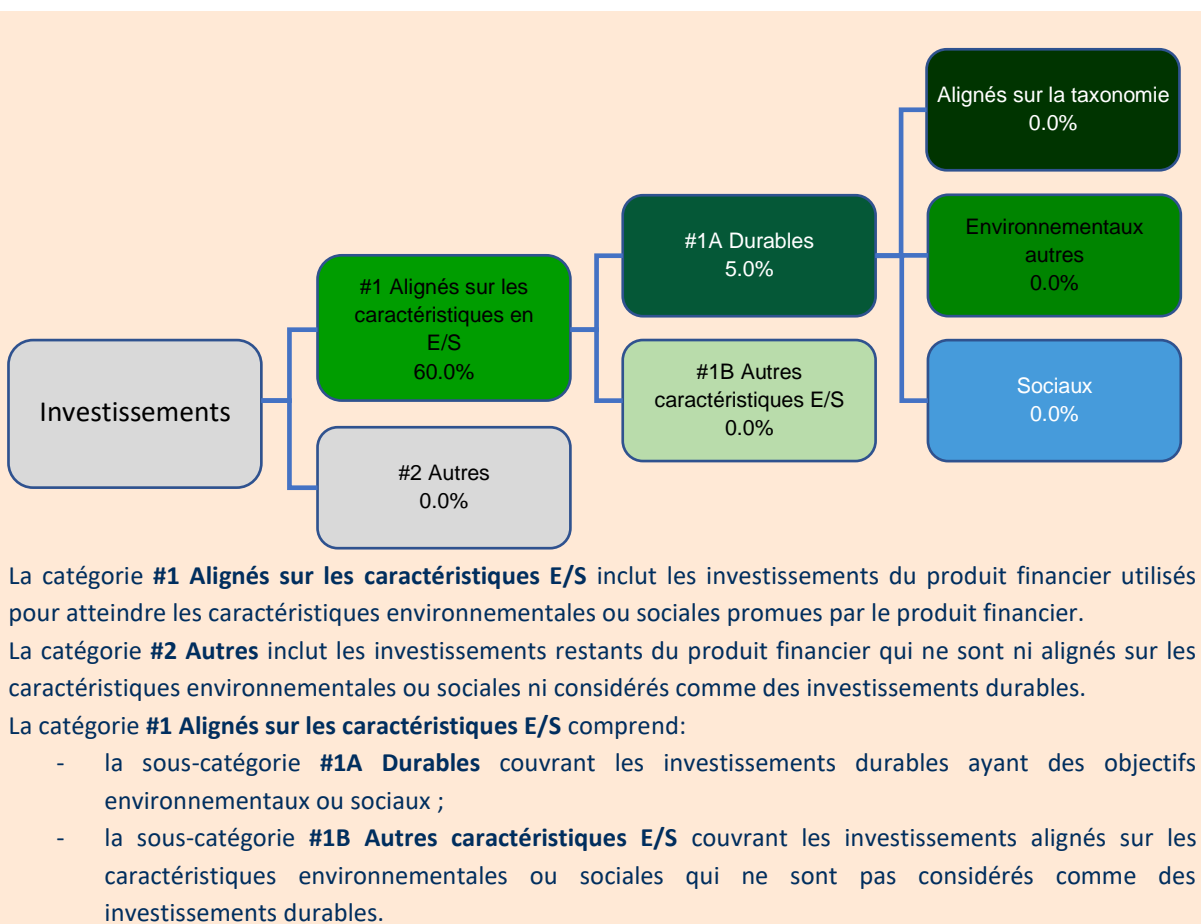 Alignés sur la taxonomie
0.0%
#1A Durables
5.0%
Environnementaux
autres
0.0%
#1 Alignés sur les
caractéristiques en
E/S
60.0%
#1B Autres
caractéristiques E/S
0.0%
Sociaux
0.0%
Investissements
#2 Autres
0.0%
La catégorie #1 Alignés sur les caractéristiques E/S inclut les investissements du produit financier utilisés
pour atteindre les caractéristiques environnementales ou sociales promues par le produit financier.
La catégorie #2 Autres inclut les investissements restants du produit financier qui ne sont ni alignés sur les
caractéristiques environnementales ou sociales ni considérés comme des investissements durables.
La catégorie #1 Alignés sur les caractéristiques E/S comprend:
- la sous-catégorie #1A Durables couvrant les investissements durables ayant des objectifs
environnementaux ou sociaux ;
- la sous-catégorie #1B Autres caractéristiques E/S couvrant les investissements alignés sur les
caractéristiques environnementales ou sociales qui ne sont pas considérés comme des
investissements durables.